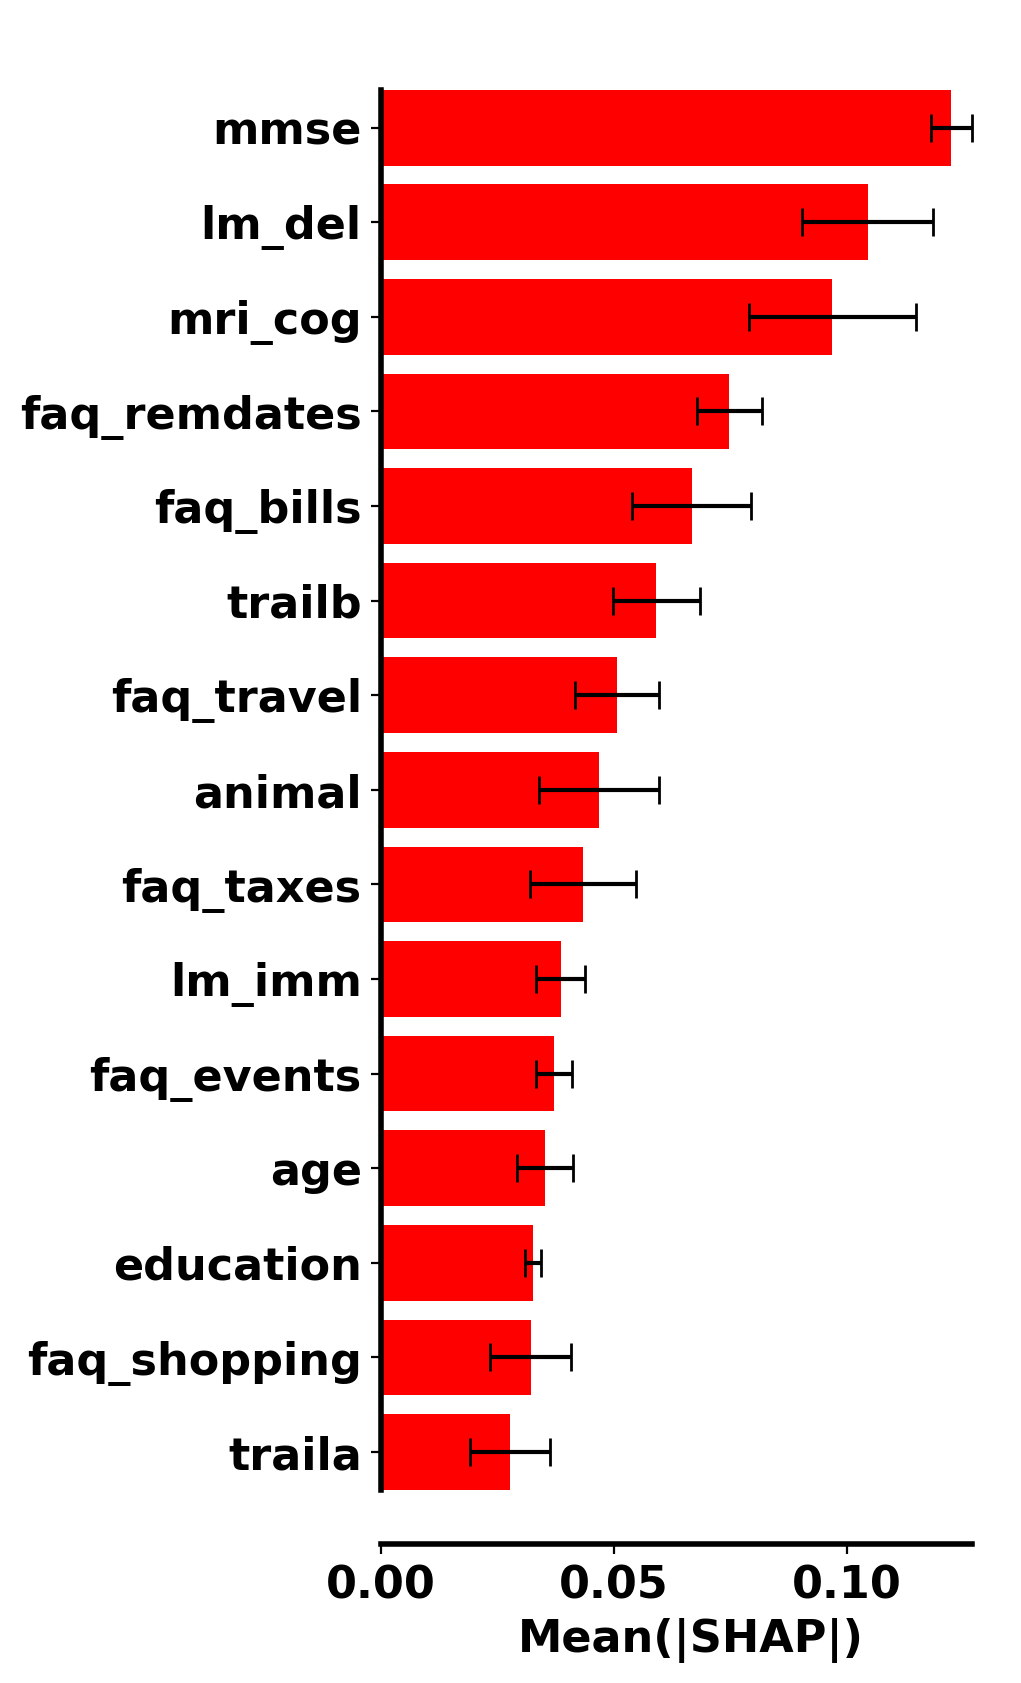 mmse
lm_del
mri_cog
faq_remdates
faq_bills
trailb
faq_travel
animal
faq_taxes
lm_imm
faq_events
age
education
faq_shopping
traila
0.00 0.05 0.10
Mean(|SHAP|)